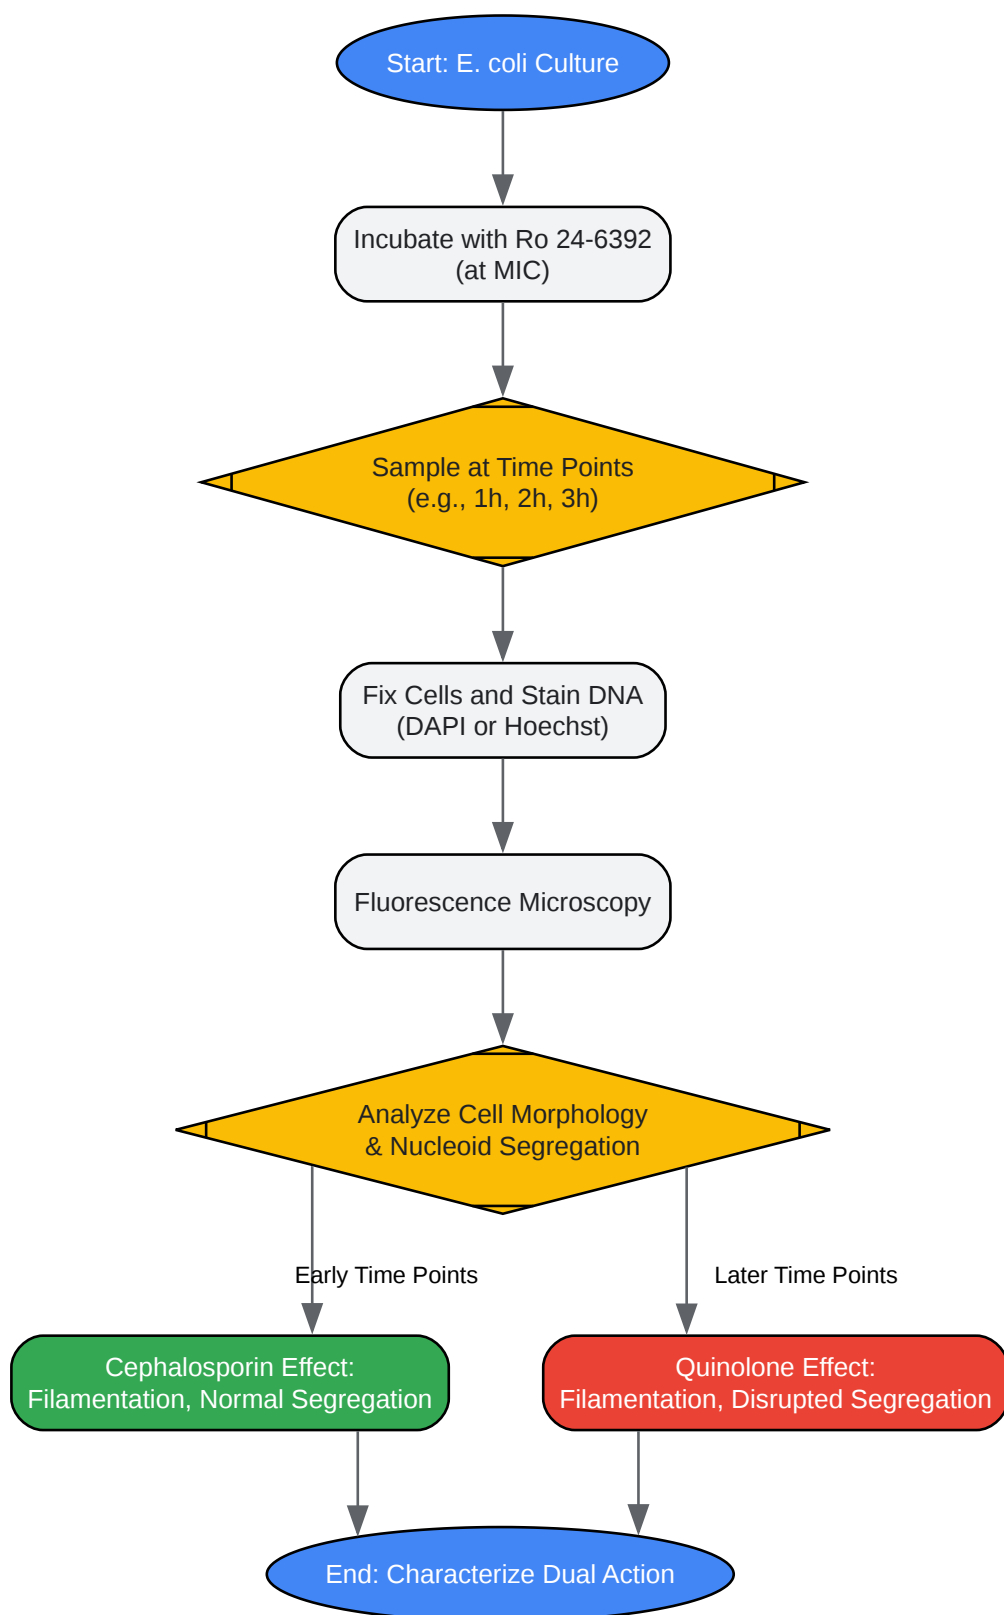 Start: E. coli Culture
Incubate with Ro 24-6392
(at MIC)
Sample at Time Points
(e.g., 1h, 2h, 3h)
Fix Cells and Stain DNA
(DAPI or Hoechst)
Fluorescence Microscopy
Analyze Cell Morphology
& Nucleoid Segregation
Early Time Points
Later Time Points
Cephalosporin Effect:
Filamentation, Normal Segregation
Quinolone Effect:
Filamentation, Disrupted Segregation
End: Characterize Dual Action